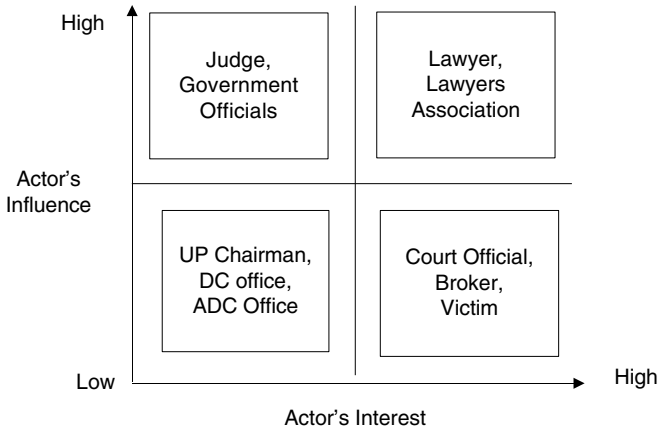 High
Judge,
Government
Officials
Lawyer,
Lawyers
Association
Actor's
Influence
UP Chairman,
DC office,
ADC Office
Court Official,
Broker,
Victim
Low
High
Actor's Interest